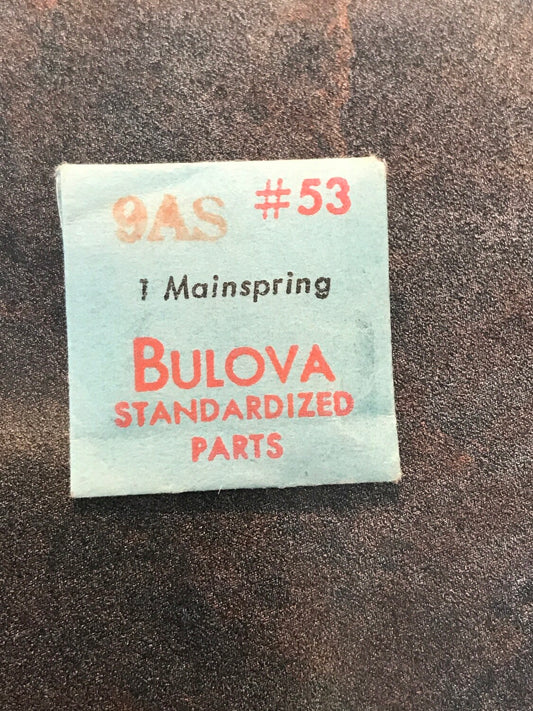 9AS #53
1 Mainspring
BULOVA
STANDARDIZED
PARTS